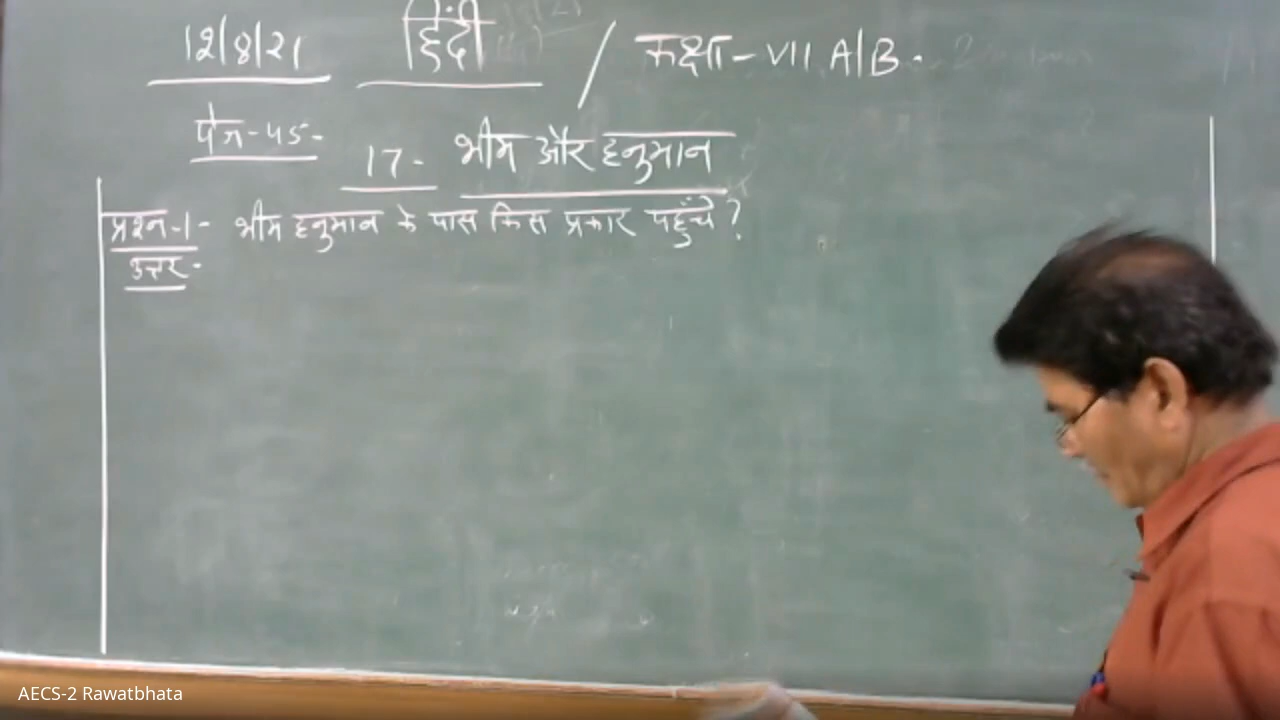 12/8/21 हिंदी / कक्षा - VII A/B.
पेज - 45 -
17 - भीम और हनुमान
प्रश्न-1 - भीम हनुमान के पास किस प्रकार पहुँचे ?
उत्तर -
AECS-2 Rawatbhata